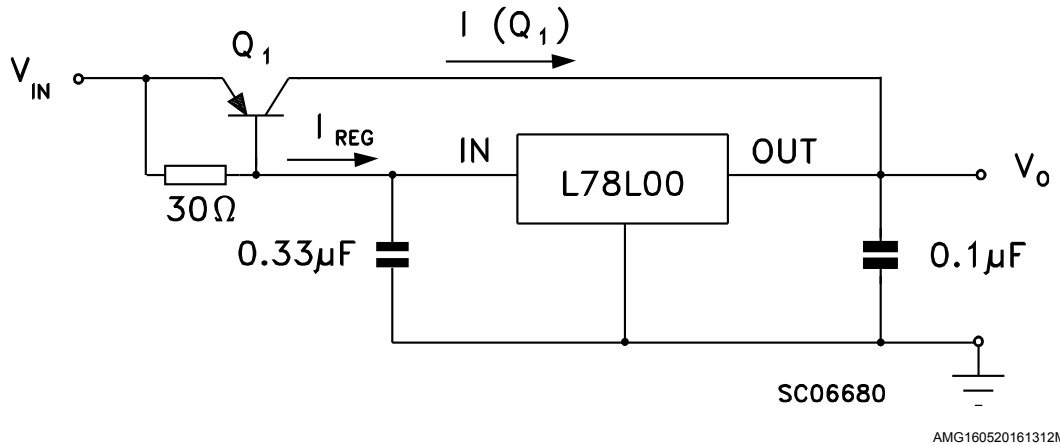 I (Q1)
Q1
VIN
IREG
IN
L78L00
OUT
VO
30Ω
0.33µF
0.1µF
SC06680
AMG160520161312M